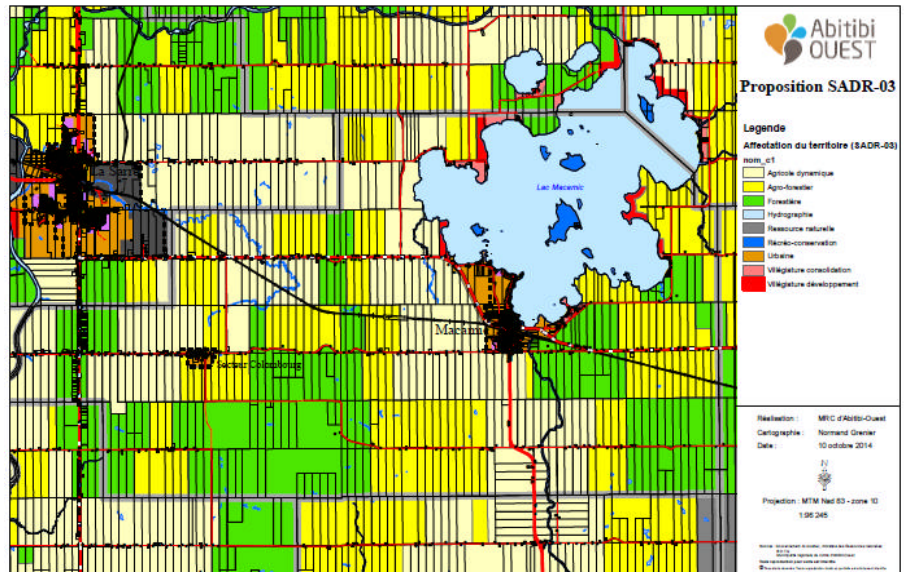 Abitibi
OUEST
Proposition SADR-03
Legende
Affectation du territoire (SADR-03)
nom_c1
Agricole dynamique
Agro-forestier
Forestière
Hydrographie
Ressource naturelle
Récréo-conservation
Urbaine
Villégiature consolidation
Villégiature développement
La Sarre
Lac Macamic
Macamic
Secteur Colombourg
Réalisation : MRC d'Abitibi-Ouest
Cartographie : Normand Grenier
Date : 10 octobre 2014
N
Projection : MTM Nad 83 - zone 10
1:95 245